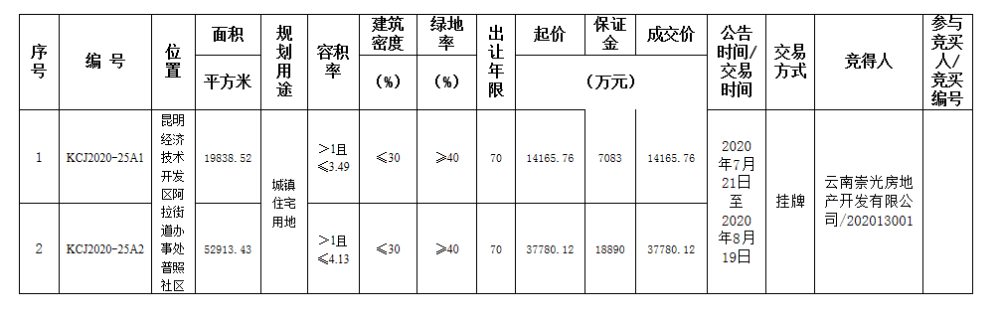 序号
编 号
位置
面积
平方米
规划用途
容积率
建筑密度
（%）
绿地率
（%）
出让年限
起价
保证金
成交价
（万元）
公告时间/交易时间
交易方式
竞得人
参与竞买人/竞买编号
1
KCJ2020-25A1
昆明经济技术开发区阿拉街道办事处普照社区
19838.52
城镇住宅用地
＞1且
≤3.49
≤30
≥40
70
14165.76
7083
14165.76
2020年7月21日至2020年8月19日
挂牌
云南崇光房地产开发有限公司/202013001
2
KCJ2020-25A2
52913.43
＞1且
≤4.13
≤30
≥40
70
37780.12
18890
37780.12